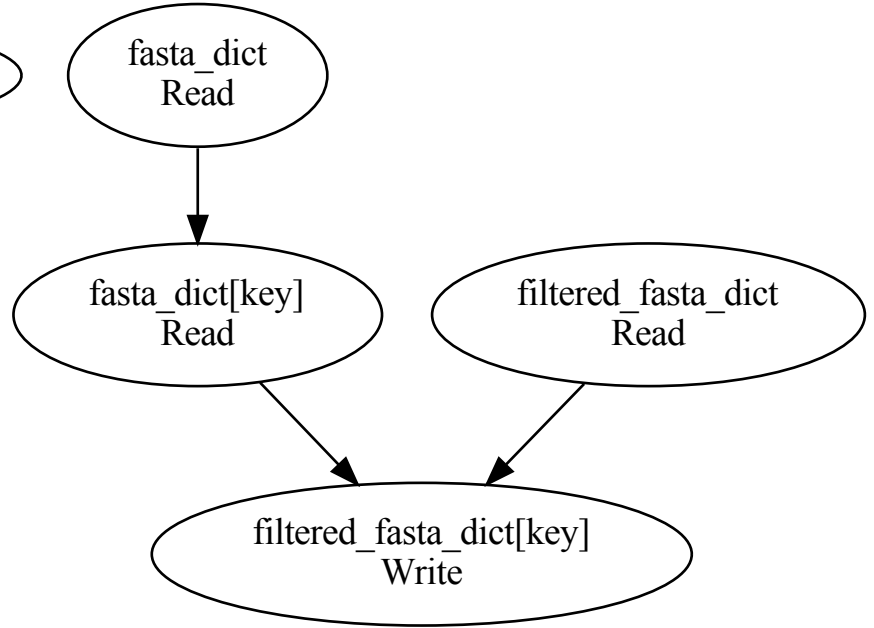 fasta_dict
Read
fasta_dict[key]
Read
filtered_fasta_dict
Read
filtered_fasta_dict[key]
Write